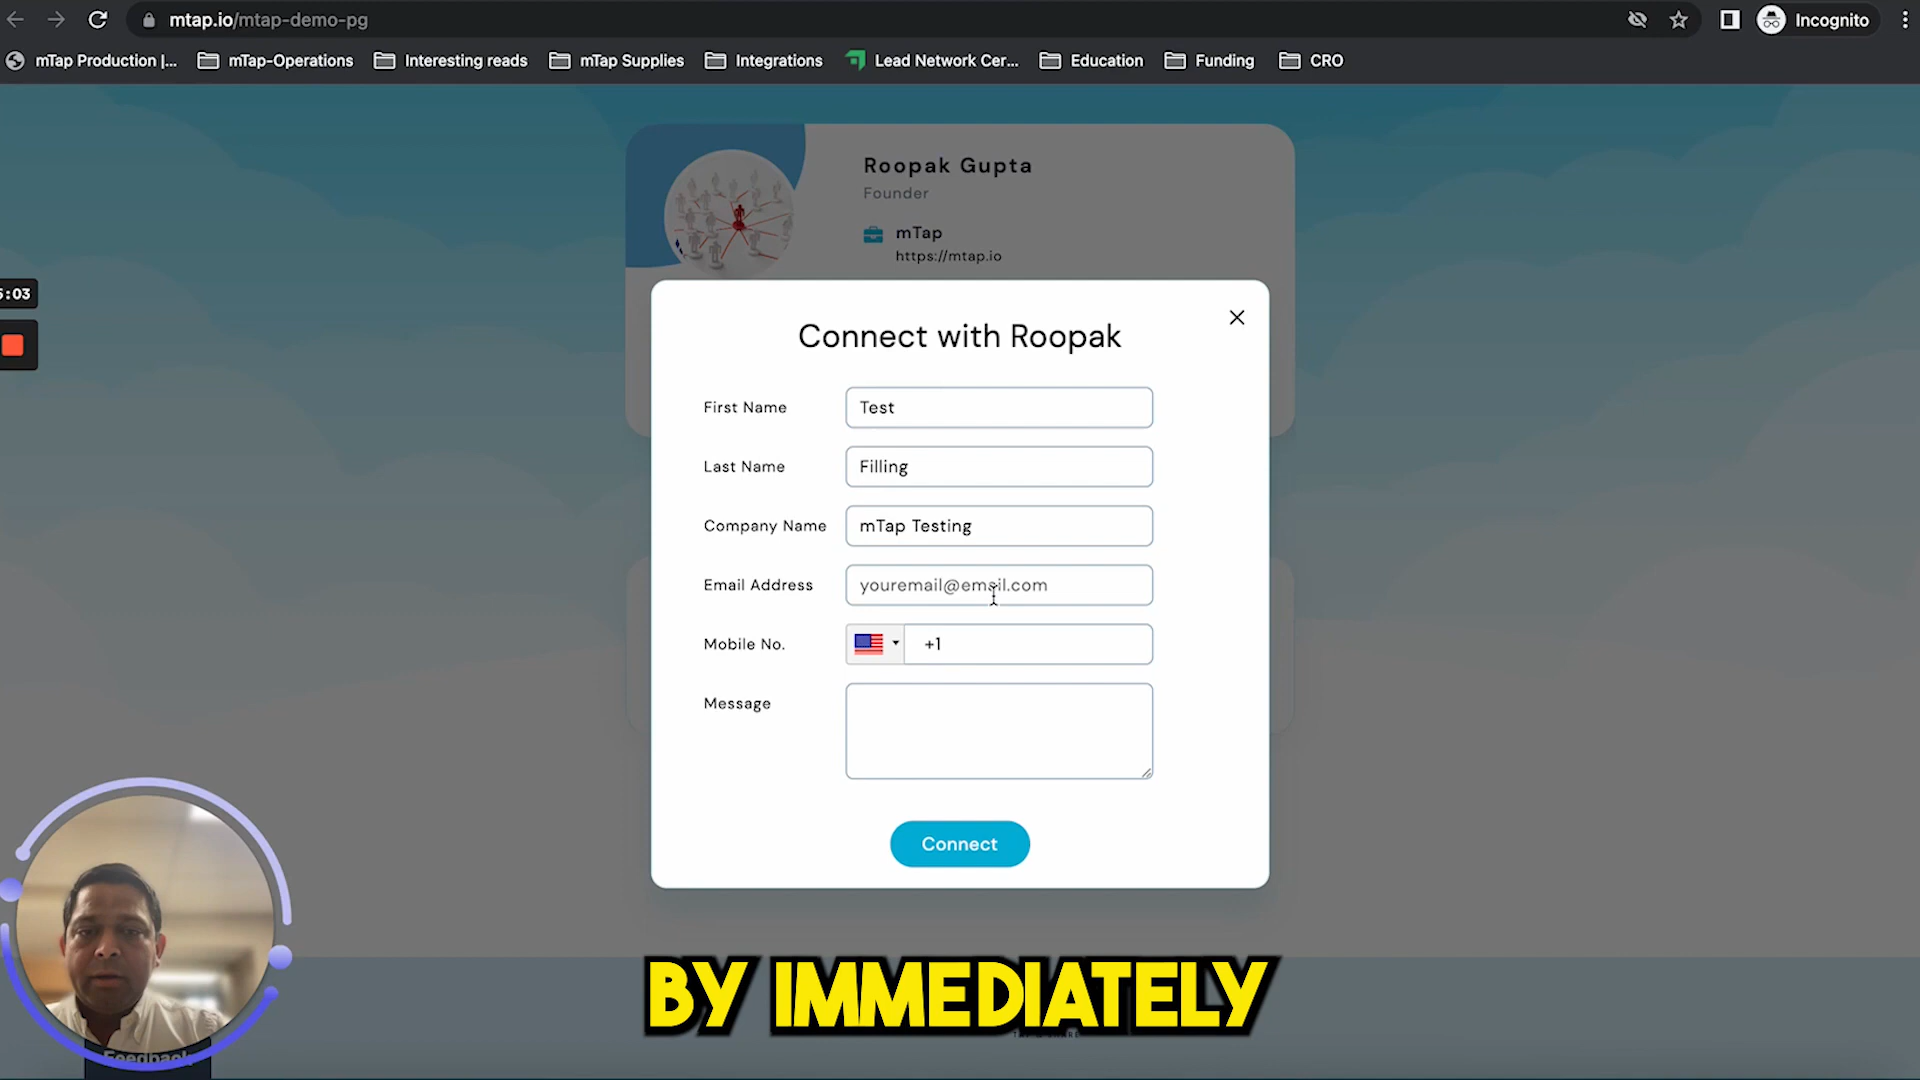 mtap.io/mtap-demo-pg
Incognito
mTap Production |...
mTap-Operations
Interesting reads
mTap Supplies
Integrations
Lead Network Cer...
Education
Funding
CRO
Roopak Gupta
Founder
mTap
https://mtap.io
5:03
Connect with Roopak
First Name
Test
Last Name
Filling
Company Name
mTap Testing
Email Address
youremail@email.com
Mobile No.
+1
Message
Connect
BY IMMEDIATELY
Feedback